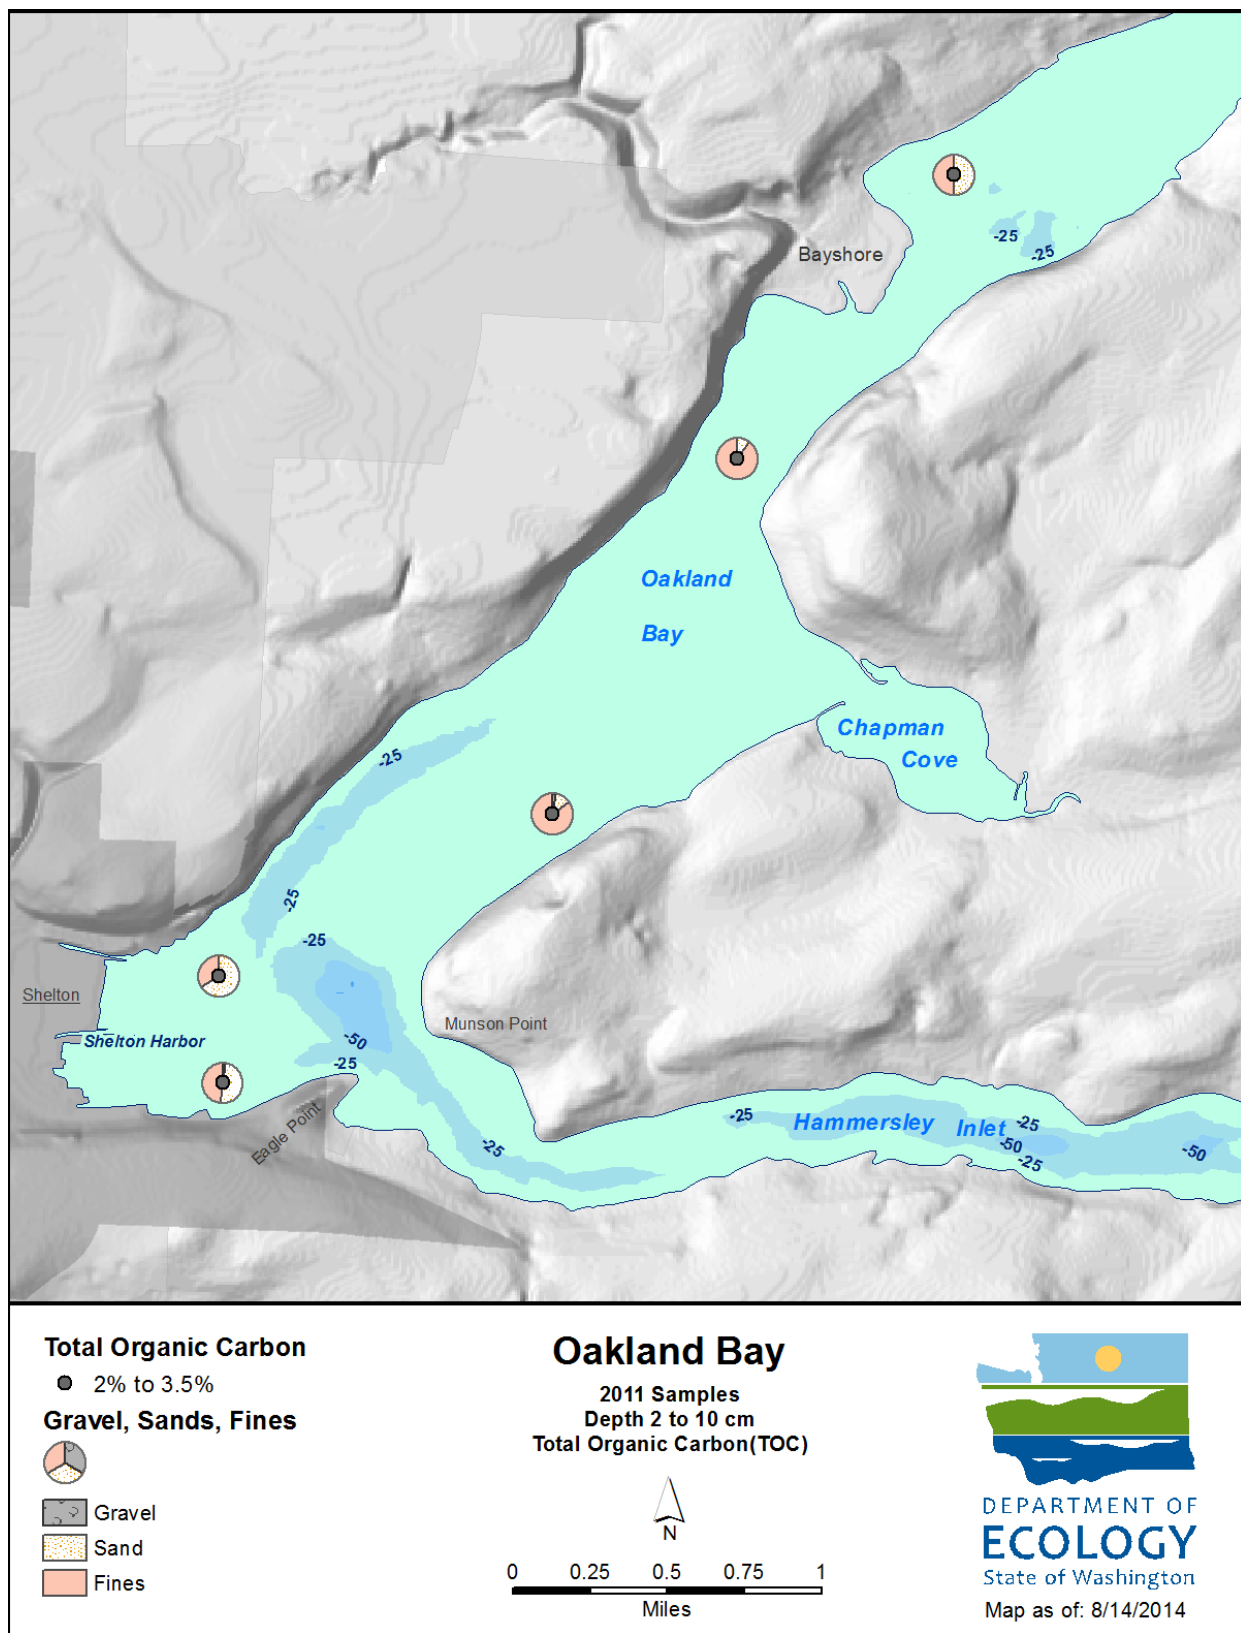 -25
-25
Bayshore
Oakland
Bay
Chapman
Cove
-25
-25
-25
Shelton
Munson Point
Shelton Harbor
-50
-25
Eagle Point
-25
-25
Hammersley Inlet
-25
-50
-25
-50
Total Organic Carbon
2% to 3.5%
Gravel, Sands, Fines
Gravel
Sand
Fines
Oakland Bay
2011 Samples
Depth 2 to 10 cm
Total Organic Carbon(TOC)
N
0 0.25 0.5 0.75 1
Miles
DEPARTMENT OF
ECOLOGY
State of Washington
Map as of: 8/14/2014